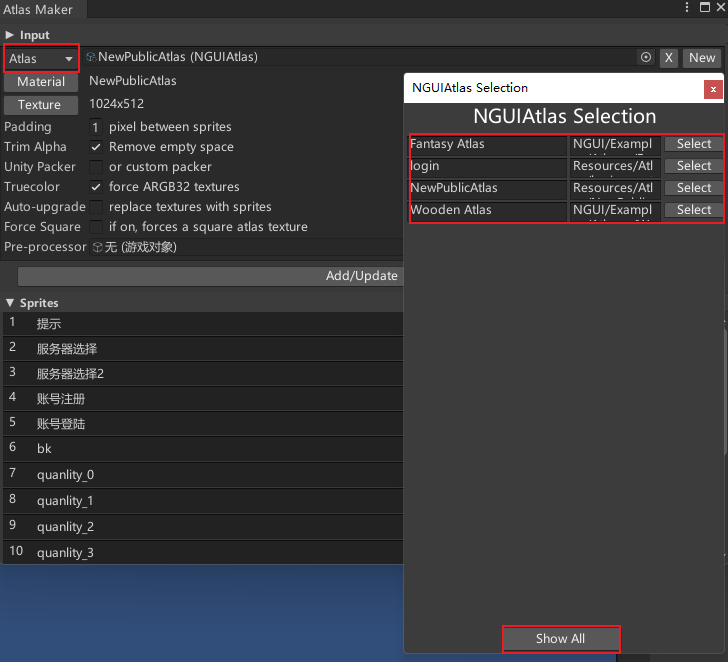 Atlas Maker
Input
Atlas
NewPublicAtlas (NGUIAtlas)
X
New
Material
NewPublicAtlas
Texture
1024x512
Padding
1 pixel between sprites
Trim Alpha
Remove empty space
Unity Packer
or custom packer
Truecolor
force ARGB32 textures
Auto-upgrade
replace textures with sprites
Force Square
if on, forces a square atlas texture
Pre-processor
无 (游戏对象)
Add/Update
Sprites
1 提示
2 服务器选择
3 服务器选择2
4 账号注册
5 账号登陆
6 bk
7 quanlity_0
8 quanlity_1
9 quanlity_2
10 quanlity_3
NGUIAtlas Selection
x
NGUIAtlas Selection
Fantasy Atlas NGUI/Exampl Select
login Resources/Atl Select
NewPublicAtlas Resources/Atl Select
Wooden Atlas NGUI/Exampl Select
Show All